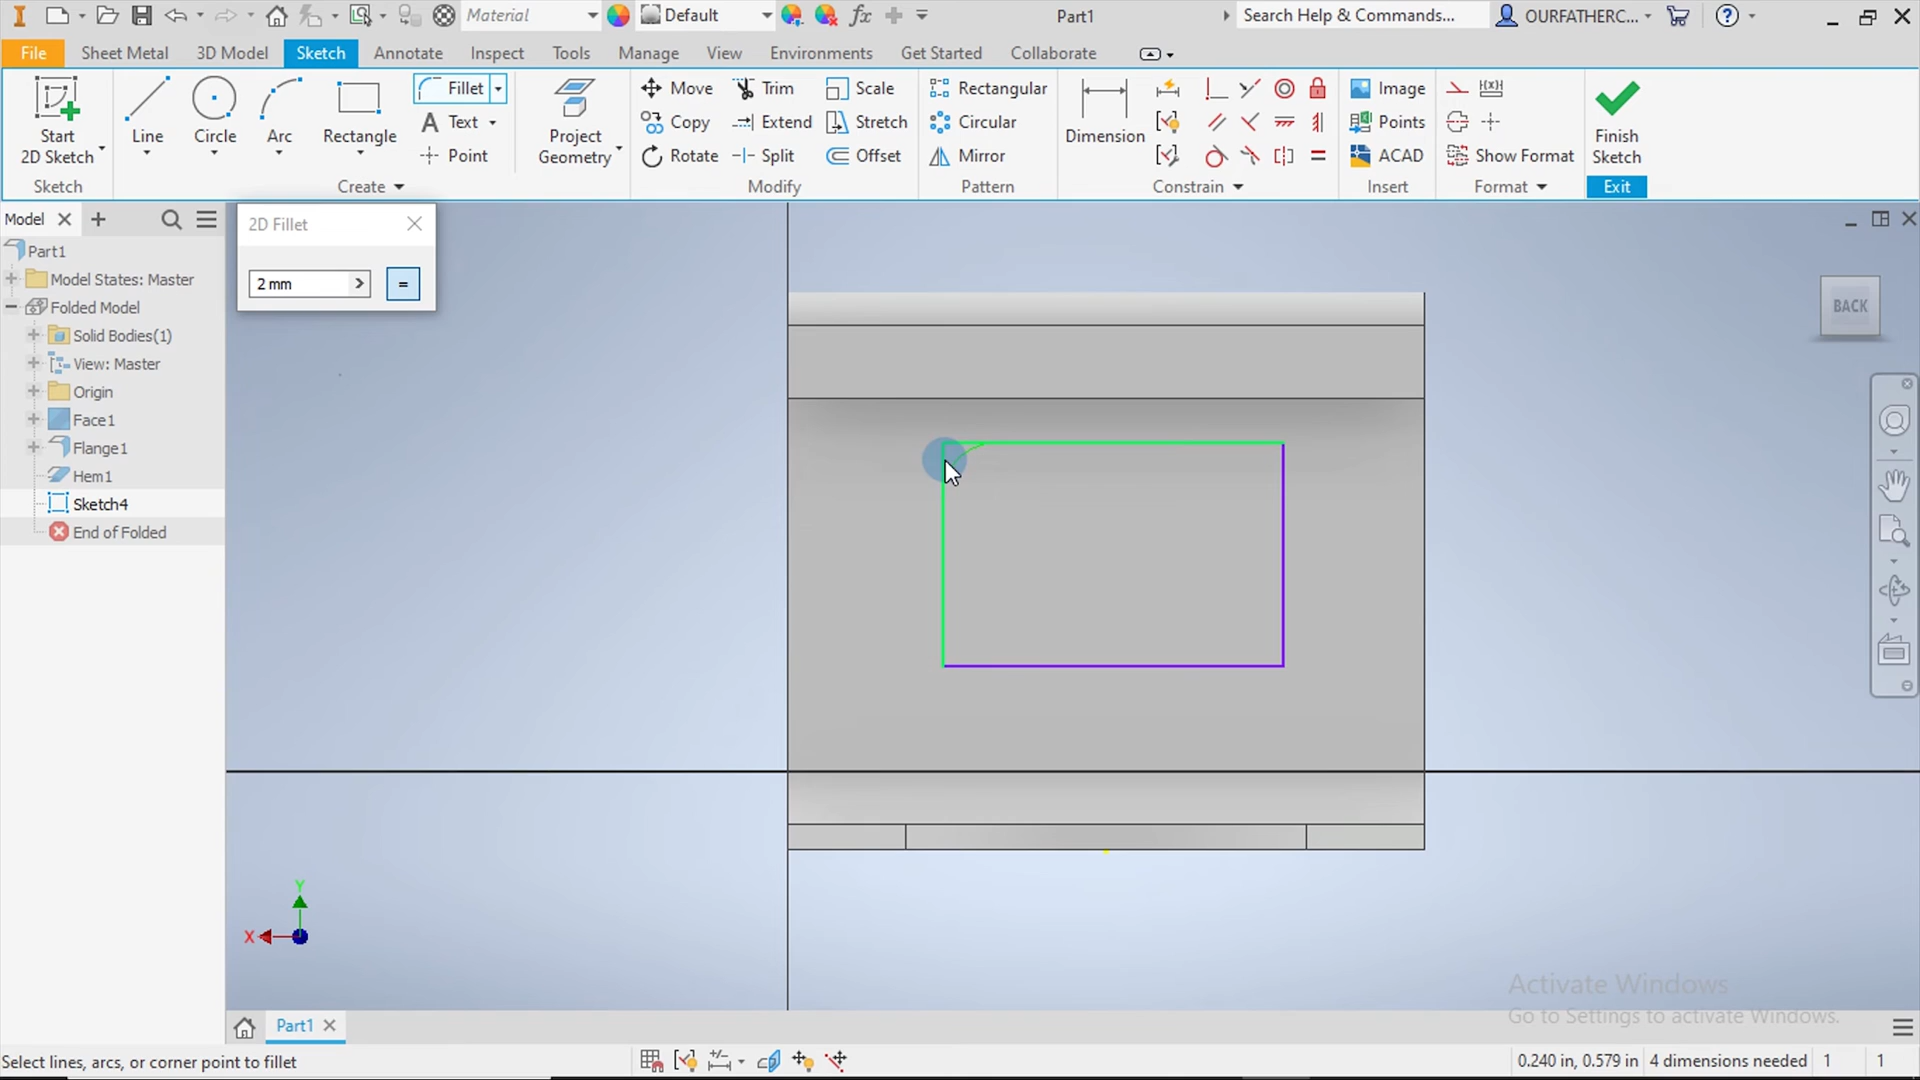 Material
Default
Part1
Search Help & Commands...
OURFATHERC...
File
Sheet Metal
3D Model
Sketch
Annotate
Inspect
Tools
Manage
View
Environments
Get Started
Collaborate
Start
2D Sketch
Line
Circle
Arc
Rectangle
Fillet
Text
Point
Project
Geometry
Move
Copy
Rotate
Trim
Extend
Split
Scale
Stretch
Offset
Rectangular
Circular
Mirror
Dimension
Image
Points
ACAD
Show Format
Finish
Sketch
Sketch
Create
Modify
Pattern
Constrain
Insert
Format
Exit
Model
Part1
Model States: Master
Folded Model
Solid Bodies(1)
View: Master
Origin
Face1
Flange1
Hem1
Sketch4
End of Folded
2D Fillet
2 mm
=
BACK
Y
X
Activate Windows
Go to Settings to activate Windows.
Part1
Select lines, arcs, or corner point to fillet
0.240 in, 0.579 in
4 dimensions needed
1
1